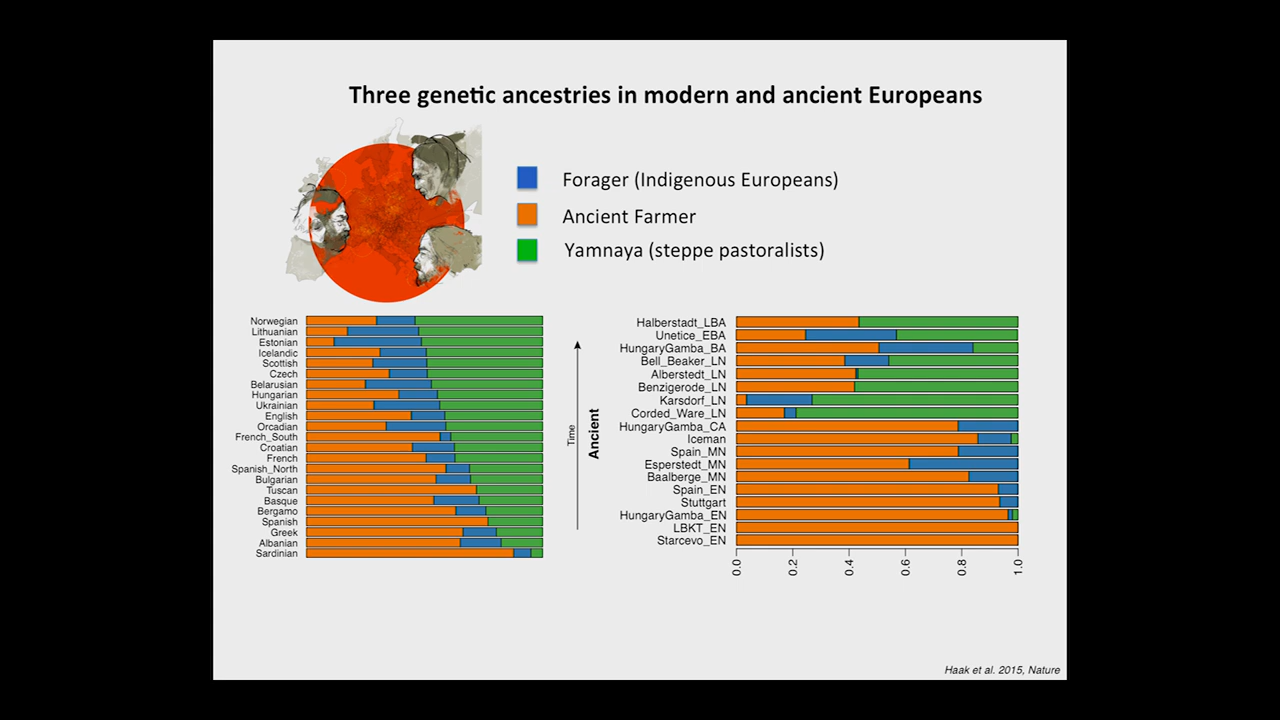 Three genetic ancestries in modern and ancient Europeans
Forager (Indigenous Europeans)
Ancient Farmer
Yamnaya (steppe pastoralists)
Norwegian
Lithuanian
Estonian
Icelandic
Scottish
Czech
Belarusian
Hungarian
Ukrainian
English
Orcadian
French_South
Croatian
French
Spanish_North
Bulgarian
Tuscan
Basque
Bergamo
Spanish
Greek
Albanian
Sardinian
Time
Ancient
Halberstadt_LBA
Unetice_EBA
HungaryGamba_BA
Bell_Beaker_LN
Alberstedt_LN
Benzigerode_LN
Karsdorf_LN
Corded_Ware_LN
HungaryGamba_CA
Iceman
Spain_MN
Esperstedt_MN
Baalberge_MN
Spain_EN
Stuttgart
HungaryGamba_EN
LBKT_EN
Starcevo_EN
0.0 0.2 0.4 0.6 0.8 1.0
Haak et al. 2015, Nature